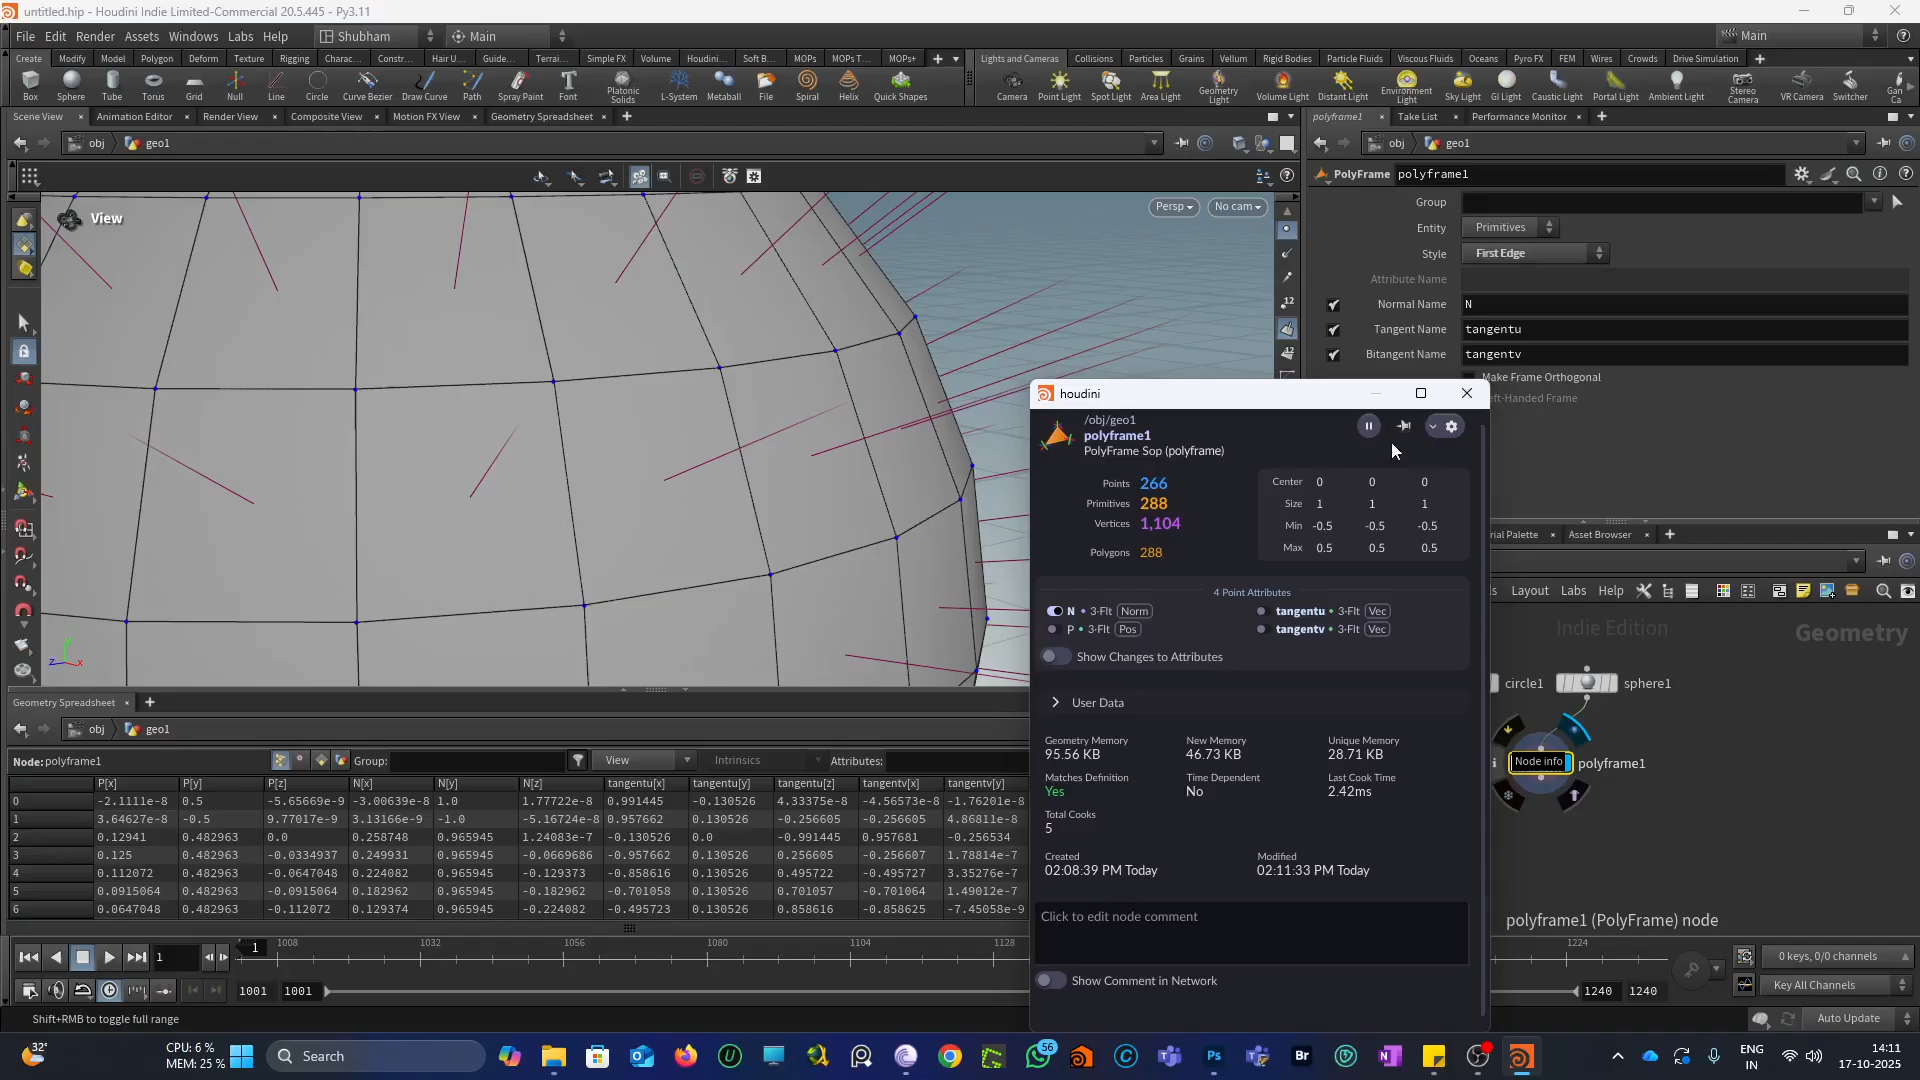 untitled.hip - Houdini Indie Limited-Commercial 20.5.445 - Py3.11
File Edit Render Assets Windows Labs Help Shubham Main Main
Create Modify Model Polygon Deform Texture Rigging Charac... Constr... Hair U... Guide... Terrai... Simple FX Volume Houdini... Soft B... MOPs MOPs T... MOPs+
Lights and Cameras Collisions Particles Grains Vellum Rigid Bodies Particle Fluids Viscous Fluids Oceans Pyro FX FEM Wires Crowds Drive Simulation
Box Sphere Tube Torus Grid Null Line Circle Curve Bezier Draw Curve Path Spray Paint Font Platonic Solids L-System Metaball File Spiral Helix Quick Shapes
Camera Point Light Spot Light Area Light Geometry Light Volume Light Distant Light Environment Light Sky Light GI Light Caustic Light Portal Light Ambient Light Stereo Camera VR Camera Switcher Gan Ca
Scene View Animation Editor Render View Composite View Motion FX View Geometry Spreadsheet
polyframe1 Take List Performance Monitor
obj geo1
obj geo1
PolyFrame polyframe1
View
Persp No cam
Group
Entity Primitives
Style First Edge
Attribute Name
Normal Name N
Tangent Name tangentu
Bitangent Name tangentv
Make Frame Orthogonal
eft-Handed Frame
houdini
/obj/geo1
polyframe1
PolyFrame Sop (polyframe)
Points 266
Primitives 288
Vertices 1,104
Polygons 288
Center 0 0 0
Size 1 1 1
Min -0.5 -0.5 -0.5
Max 0.5 0.5 0.5
4 Point Attributes
N 3-Flt Norm tangentu 3-Flt Vec
P 3-Flt Pos tangentv 3-Flt Vec
Show Changes to Attributes
User Data
Geometry Memory New Memory Unique Memory
95.56 KB 46.73 KB 28.71 KB
Matches Definition Time Dependent Last Cook Time
Yes No 2.42ms
Total Cooks
5
Created Modified
02:08:39 PM Today 02:11:33 PM Today
Click to edit node comment
Show Comment in Network
rial Palette Asset Browser
Layout Labs Help
Indie Edition Geometry
circle1 sphere1
Node info polyframe1
polyframe1 (PolyFrame) node
Geometry Spreadsheet
obj geo1
Node:polyframe1 Group: View Intrinsics Attributes:
P[x] P[y] P[z] N[x] N[y] N[z] tangentu[x] tangentu[y] tangentu[z] tangentv[x] tangentv[y]
0 -2.1111e-8 0.5 -5.65669e-9 -3.00639e-8 1.0 1.77722e-8 0.991445 -0.130526 4.33375e-8 -4.56573e-8 -1.76201e-8
1 3.64627e-8 -0.5 9.77017e-9 3.13166e-9 -1.0 -5.16724e-8 0.957662 0.130526 -0.256605 -0.256605 4.86811e-8
2 0.12941 0.482963 0.0 0.258748 0.965945 1.24083e-7 -0.130526 0.0 -0.991445 0.957681 -0.256534
3 0.125 0.482963 -0.0334937 0.249931 0.965945 -0.0669686 -0.957662 0.130526 0.256605 -0.256607 1.78814e-7
4 0.112072 0.482963 -0.0647048 0.224082 0.965945 -0.129373 -0.858616 0.130526 0.495722 -0.495727 3.35276e-7
5 0.0915064 0.482963 -0.0915064 0.182962 0.965945 -0.182962 -0.701058 0.130526 0.701057 -0.701064 1.49012e-7
6 0.0647048 0.482963 -0.112072 0.129374 0.965945 -0.224082 -0.495723 0.130526 0.858616 -0.858625 -7.45058e-9
1 1 1008 1032 1056 1080 1104 1128 1224
0 keys, 0/0 channels
1001 1001 1240 1240 Key All Channels
Shift+RMB to toggle full range Auto Update
32° CPU: 6 % MEM: 25 % Search 56 ENG IN 14:11 17-10-2025